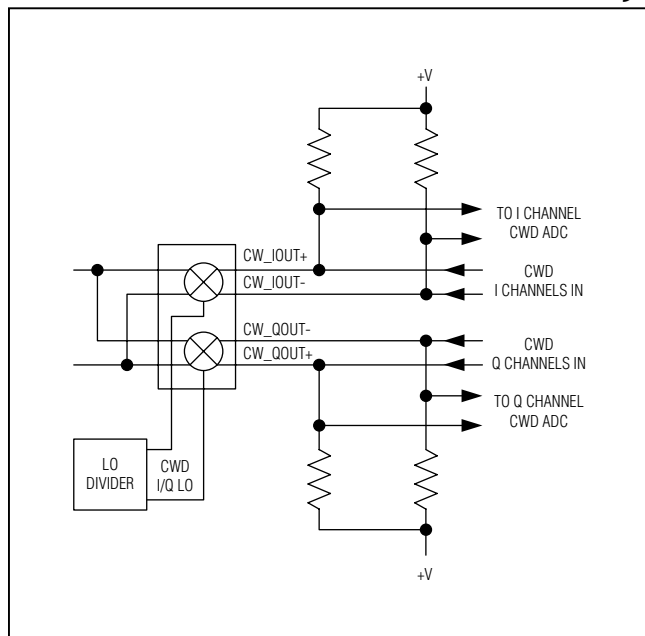 +V
TO I CHANNEL
CWD ADC
CW_IOUT+
CWD
I CHANNELS IN
CW_IOUT-
CW_QOUT-
CWD
Q CHANNELS IN
CW_QOUT+
TO Q CHANNEL
CWD ADC
LO
DIVIDER
CWD
I/Q LO
+V